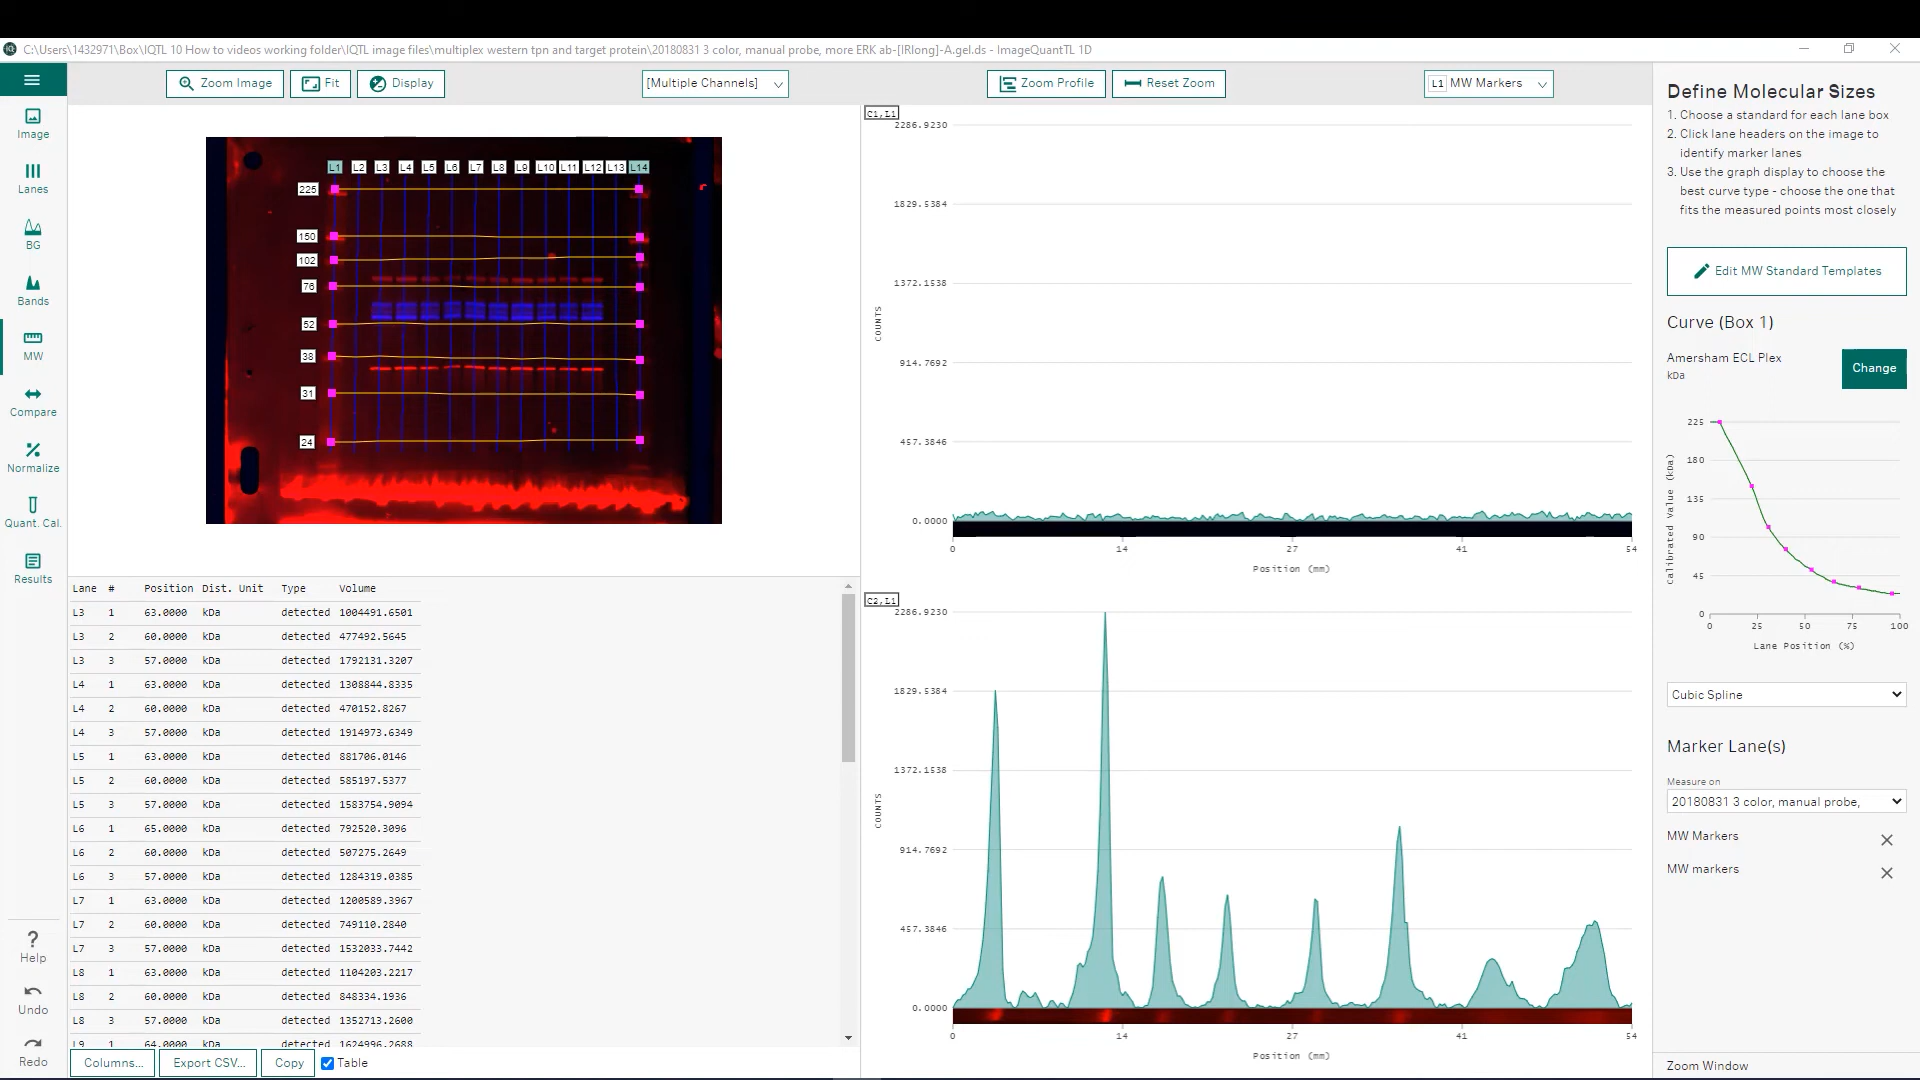 C:\Users\1432971\Box\IQTL 10 How to videos working folder\IQTL image files\multiplex western tpn and target protein\20180831 3 color, manual probe, more ERK ab-[IRlong]-A.gel.ds - ImageQuantTL 1D
Zoom Image
Fit
Display
[Multiple Channels]
Zoom Profile
Reset Zoom
L1 MW Markers
Image
Lanes
BG
Bands
MW
Compare
Normalize
Quant. Cal.
Results
Help
Undo
Redo
L1 L2 L3 L4 L5 L6 L7 L8 L9 L10 L11 L12 L13 L14
225
150
102
76
52
38
31
24
Lane # Position Dist. Unit Type Volume
L3 1 63.0000 kDa detected 1004491.6501
L3 2 60.0000 kDa detected 477492.5645
L3 3 57.0000 kDa detected 1792131.3207
L4 1 63.0000 kDa detected 1308844.8335
L4 2 60.0000 kDa detected 470152.8267
L4 3 57.0000 kDa detected 1914973.6349
L5 1 63.0000 kDa detected 881706.0146
L5 2 60.0000 kDa detected 585197.5377
L5 3 57.0000 kDa detected 1583754.9094
L6 1 65.0000 kDa detected 792520.3096
L6 2 60.0000 kDa detected 507275.2649
L6 3 57.0000 kDa detected 1284319.0385
L7 1 63.0000 kDa detected 1200589.3967
L7 2 60.0000 kDa detected 749110.2840
L7 3 57.0000 kDa detected 1532033.7442
L8 1 63.0000 kDa detected 1104203.2217
L8 2 60.0000 kDa detected 848334.1936
L8 3 57.0000 kDa detected 1352713.2600
L9 1 64.0000 kDa detected 1624996.2688
Columns...
Export CSV...
Copy
Table
C1,L1
2286.9230
1829.5384
1372.1538
914.7692
457.3846
0.0000
COUNTS
0 14 27 41 54
Position (mm)
C2,L1
2286.9230
1829.5384
1372.1538
914.7692
457.3846
0.0000
COUNTS
0 14 27 41 54
Position (mm)
Define Molecular Sizes
1. Choose a standard for each lane box
2. Click lane headers on the image to
identify marker lanes
3. Use the graph display to choose the
best curve type - choose the one that
fits the measured points most closely
Edit MW Standard Templates
Curve (Box 1)
Amersham ECL Plex
kDa
Change
225
180
135
90
45
0
Calibrated Value (kDa)
0 25 50 75 100
Lane Position (%)
Cubic Spline
Marker Lane(s)
Measure on
20180831 3 color, manual probe,
MW Markers
MW markers
Zoom Window